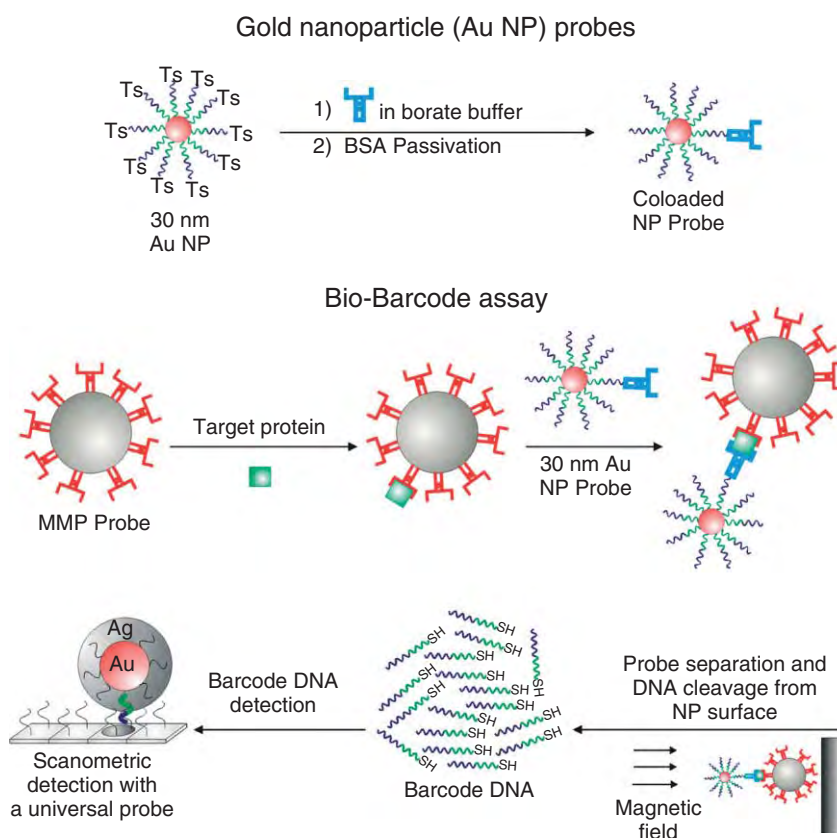 Gold nanoparticle (Au NP) probes
Ts
Ts
Ts
Ts
Ts
Ts
Ts
Ts
Ts
Ts
30 nm
Au NP
1) in borate buffer
2) BSA Passivation
Coloaded
NP Probe
Bio-Barcode assay
MMP Probe
Target protein
30 nm Au
NP Probe
Ag
Au
Scanometric
detection with
a universal probe
Barcode DNA
detection
SH
SH
SH
SH
SH
SH
SH
SH
SH
SH
SH
SH
SH
SH
Barcode DNA
Probe separation and
DNA cleavage from
NP surface
Magnetic
field